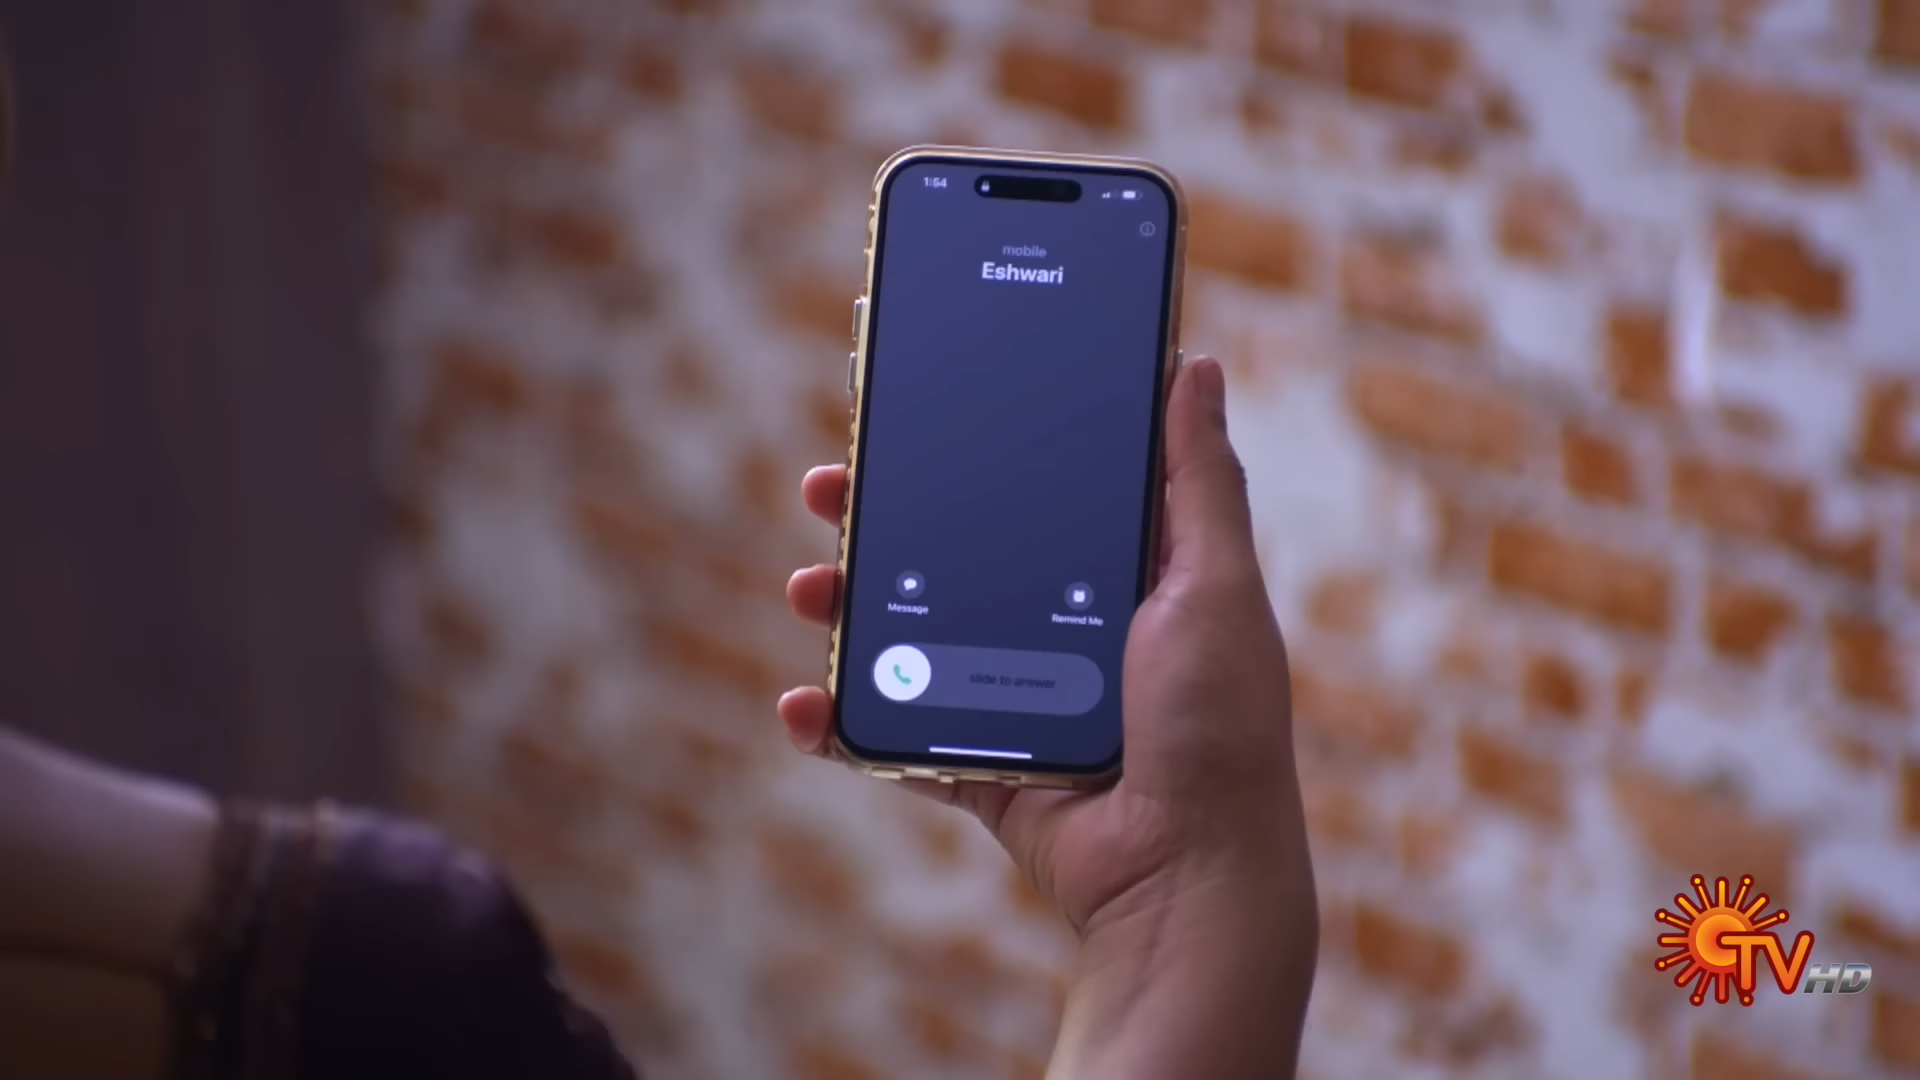 1:54
mobile
Eshwari
Message
Remind Me
slide to answer
TV HD